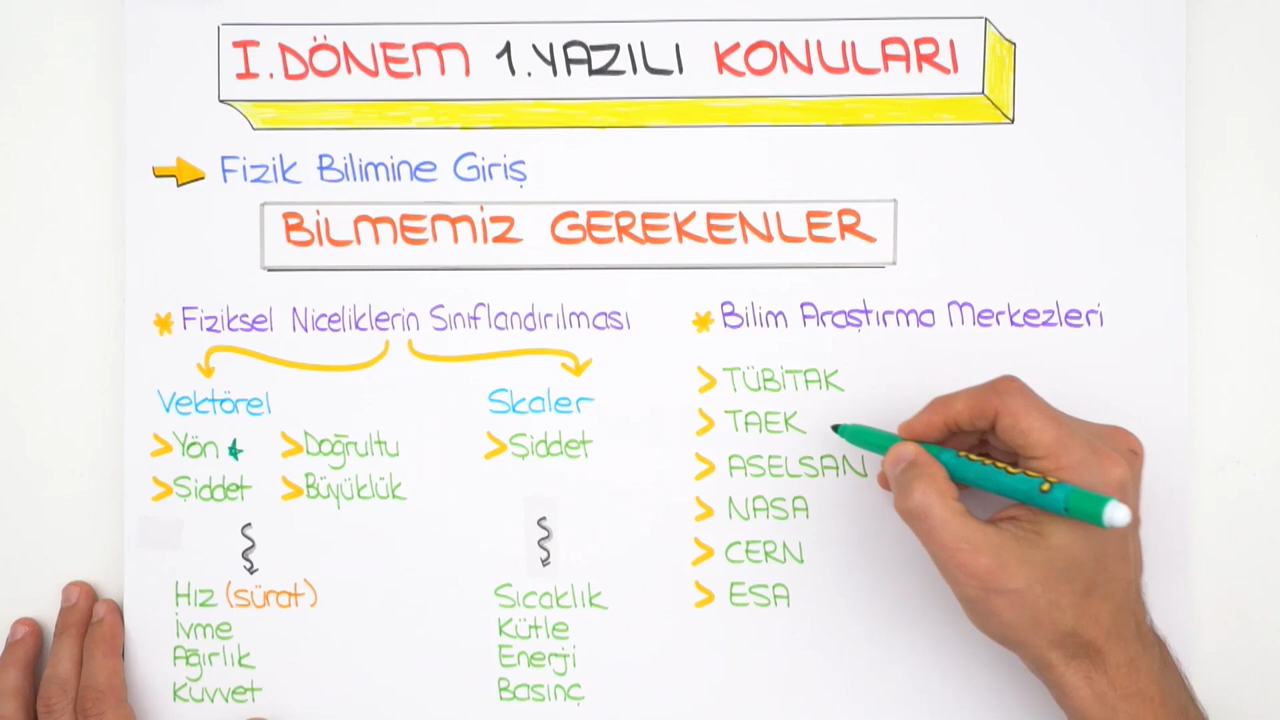 I. DÖNEM 1. YAZILI KONULARI
Fizik Bilimine Giriş
BİLMEMİZ GEREKENLER
* Fiziksel Niceliklerin Sınıflandırılması
Vektörel
> Yön > Doğrultu
> Şiddet > Büyüklük
Hız (sürat)
İvme
Ağırlık
Kuvvet
Skaler
> Şiddet
Sıcaklık
Kütle
Enerji
Basınç
* Bilim Araştırma Merkezleri
> TÜBİTAK
> TAEK
> ASELSAN
> NASA
> CERN
> ESA